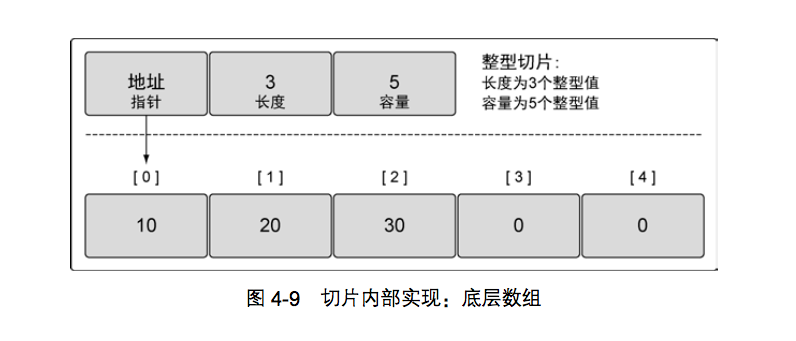 地址 3 5
指针 长度 容量
整型切片：
长度为3个整型值
容量为5个整型值
[0] [1] [2] [3] [4]
10 20 30 0 0
图 4-9 切片内部实现：底层数组